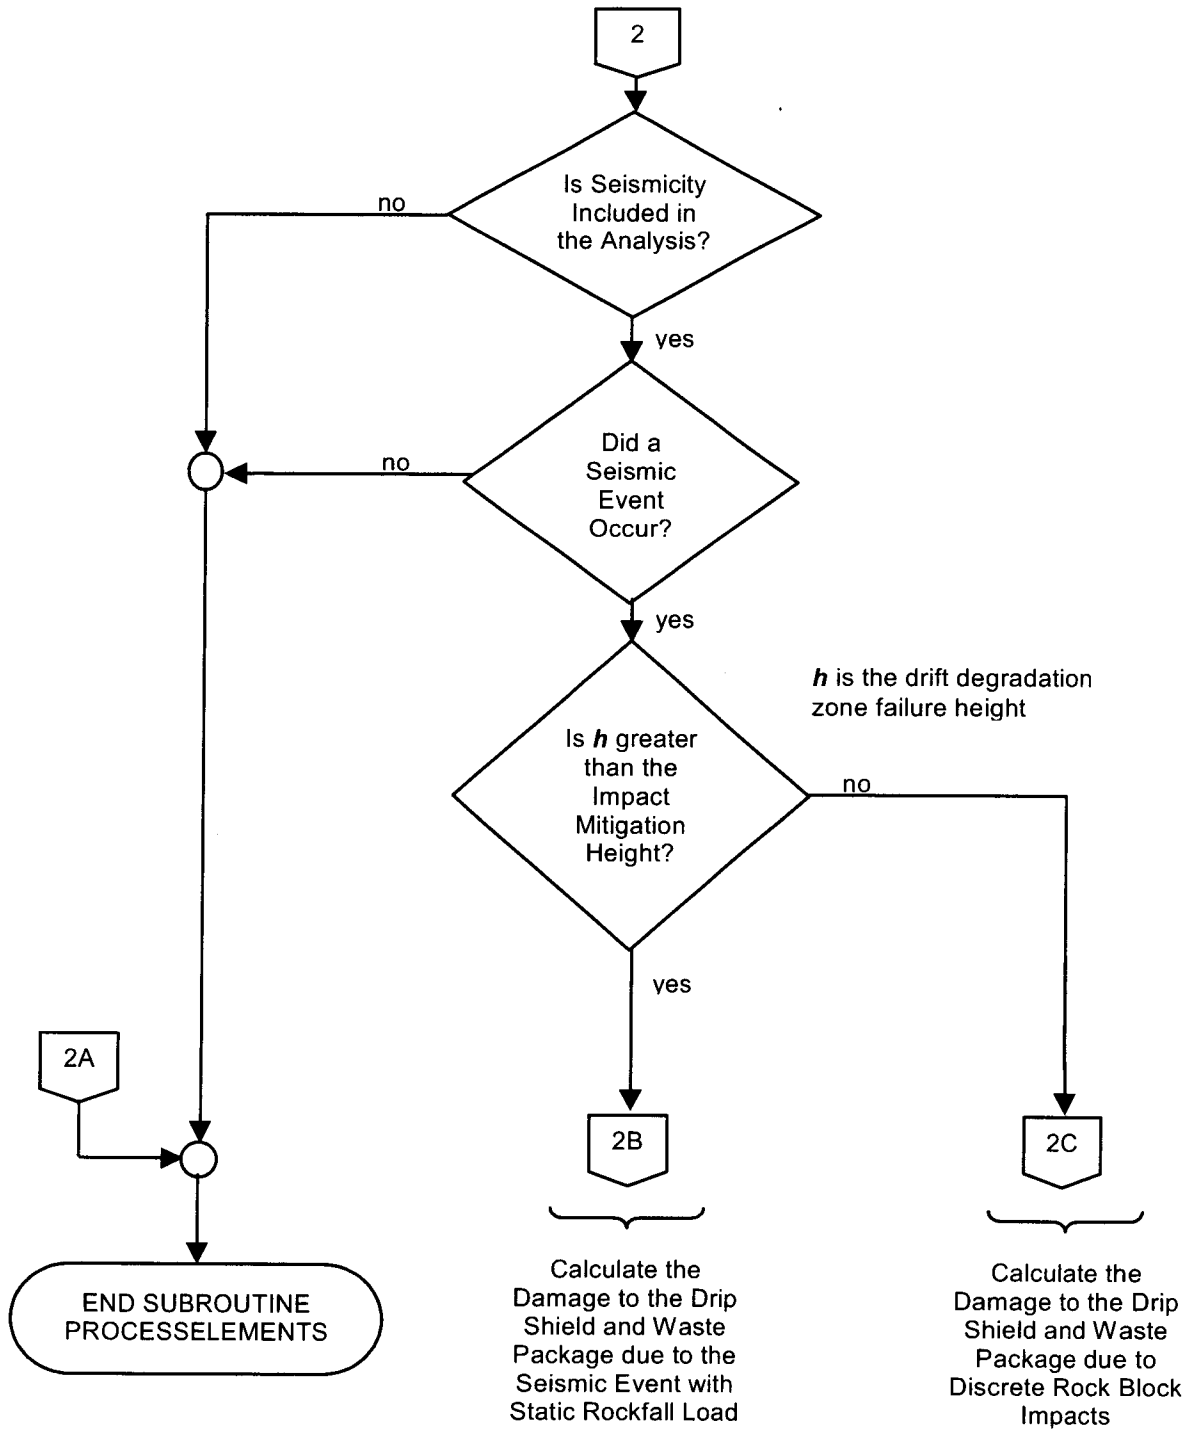 2
Is Seismicity
Included in
the Analysis?
no
yes
Did a
Seismic
Event
Occur?
no
yes
h is the drift degradation
zone failure height
Is h greater
than the
Impact
Mitigation
Height?
no
yes
2A
2B
2C
END SUBROUTINE
PROCESSELEMENTS
Calculate the
Damage to the Drip
Shield and Waste
Package due to the
Seismic Event with
Static Rockfall Load
Calculate the
Damage to the Drip
Shield and Waste
Package due to
Discrete Rock Block
Impacts